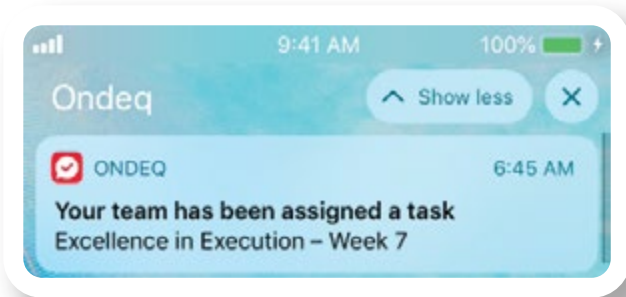 9:41 AM 100%
Ondeq Show less
ONDEQ 6:45 AM
Your team has been assigned a task
Excellence in Execution – Week 7